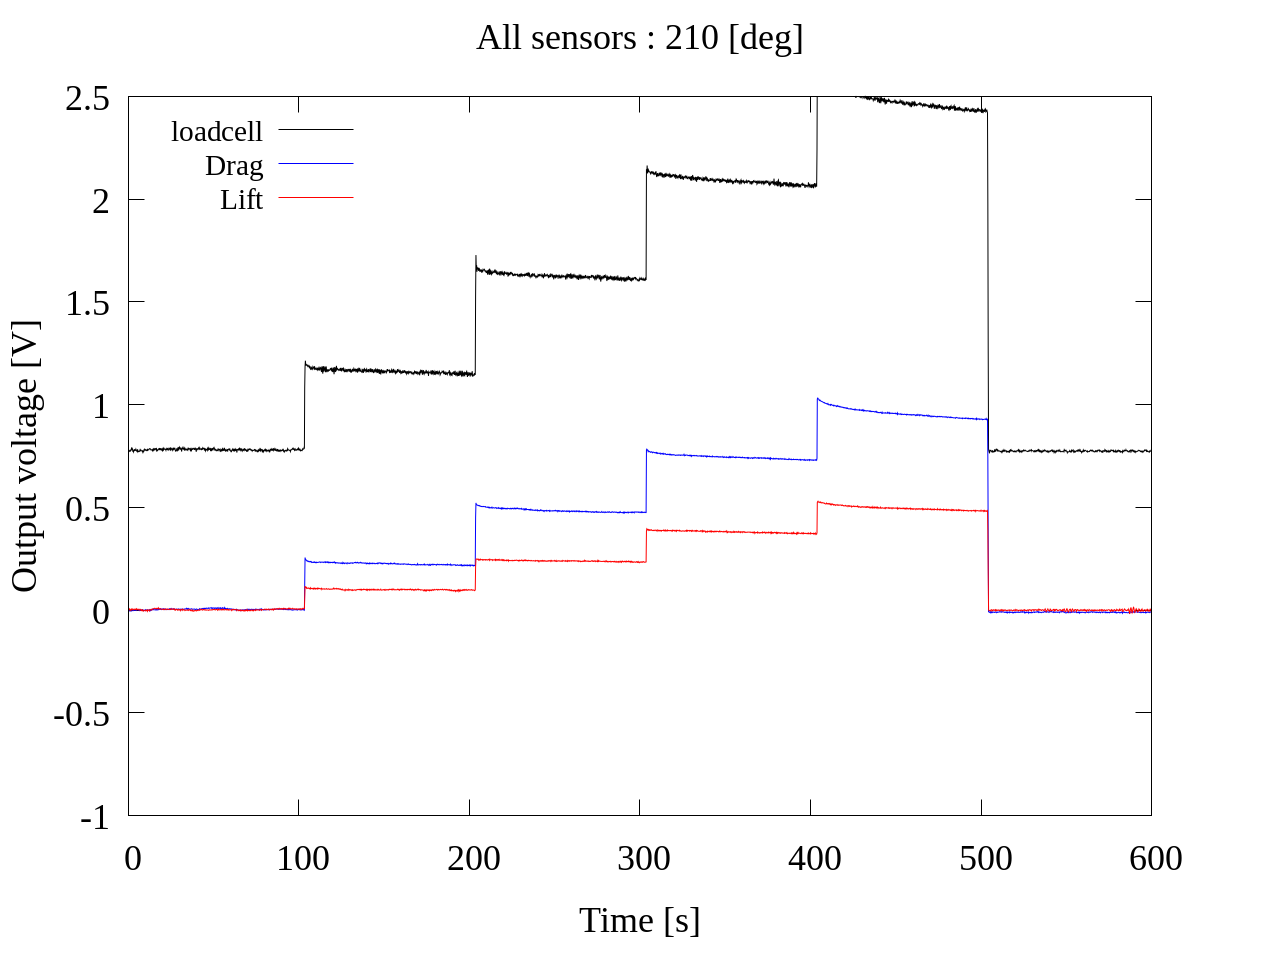 All sensors : 210 [deg]
2.5
2
1.5
1
0.5
0
-0.5
-1
loadcell
Drag
Lift
Output voltage [V]
0 100 200 300 400 500 600
Time [s]